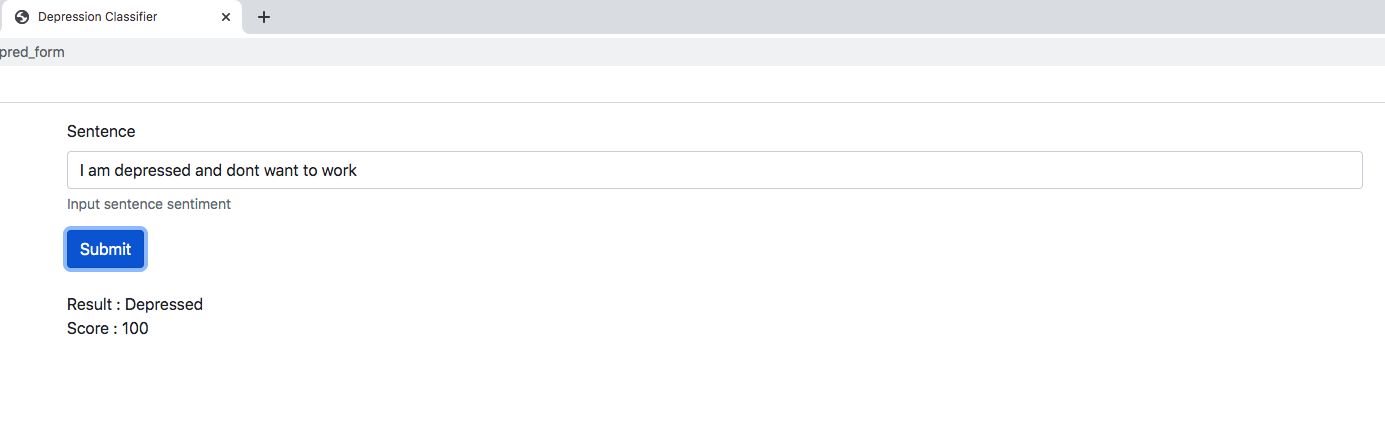 Depression Classifier
pred_form
Sentence
I am depressed and dont want to work
Input sentence sentiment
Submit
Result : Depressed
Score : 100